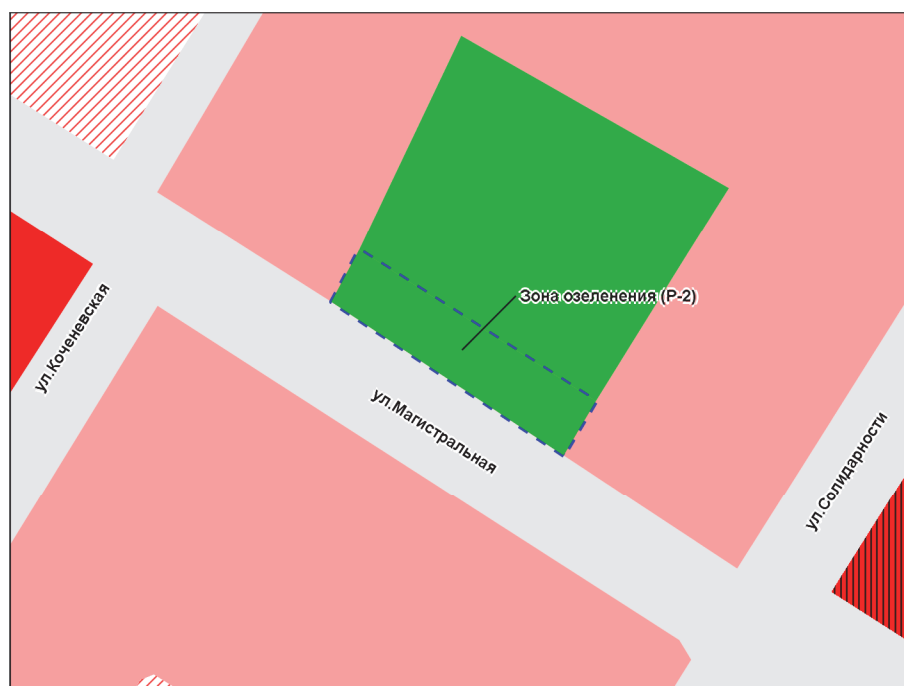 Зона озеленения (Р-2)
ул.Коченевская
ул.Магистральная
ул.Солидарности